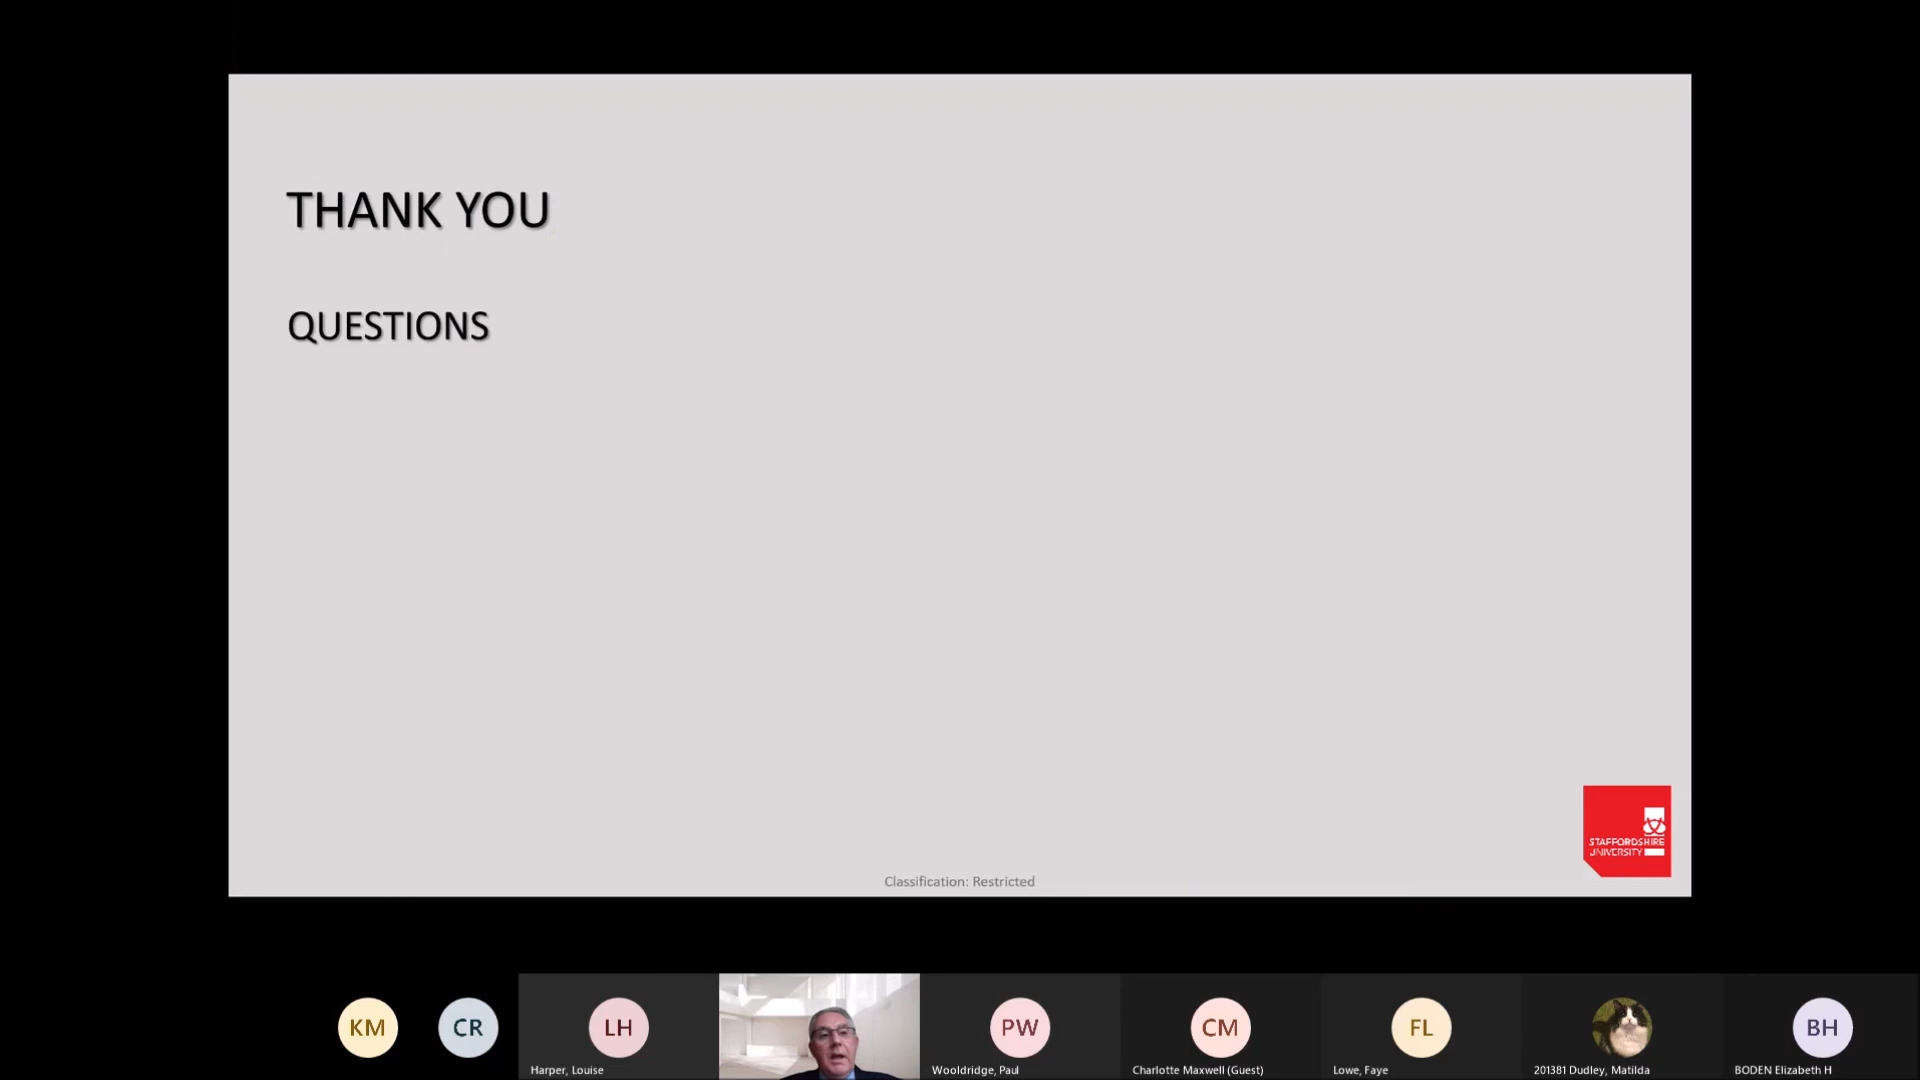 THANK YOU
QUESTIONS
STAFFORDSHIRE
UNIVERSITY
Classification: Restricted
KM
CR
LH
PW
CM
FL
BH
Harper, Louise
Wooldridge, Paul
Charlotte Maxwell (Guest)
Lowe, Faye
201381 Dudley, Matilda
BODEN Elizabeth H